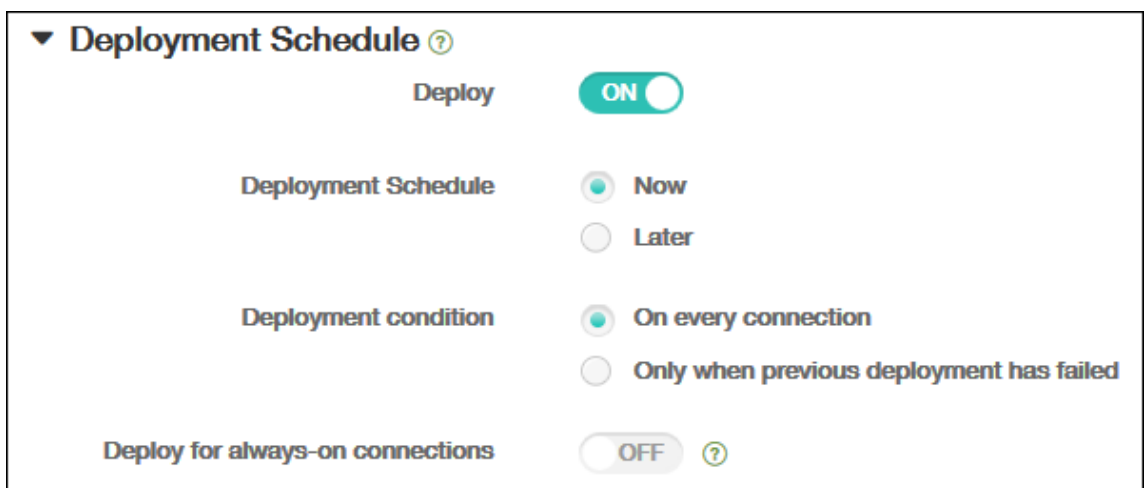 Deployment Schedule ?
Deploy ON
Deployment Schedule Now
Later
Deployment condition On every connection
Only when previous deployment has failed
Deploy for always-on connections OFF ?